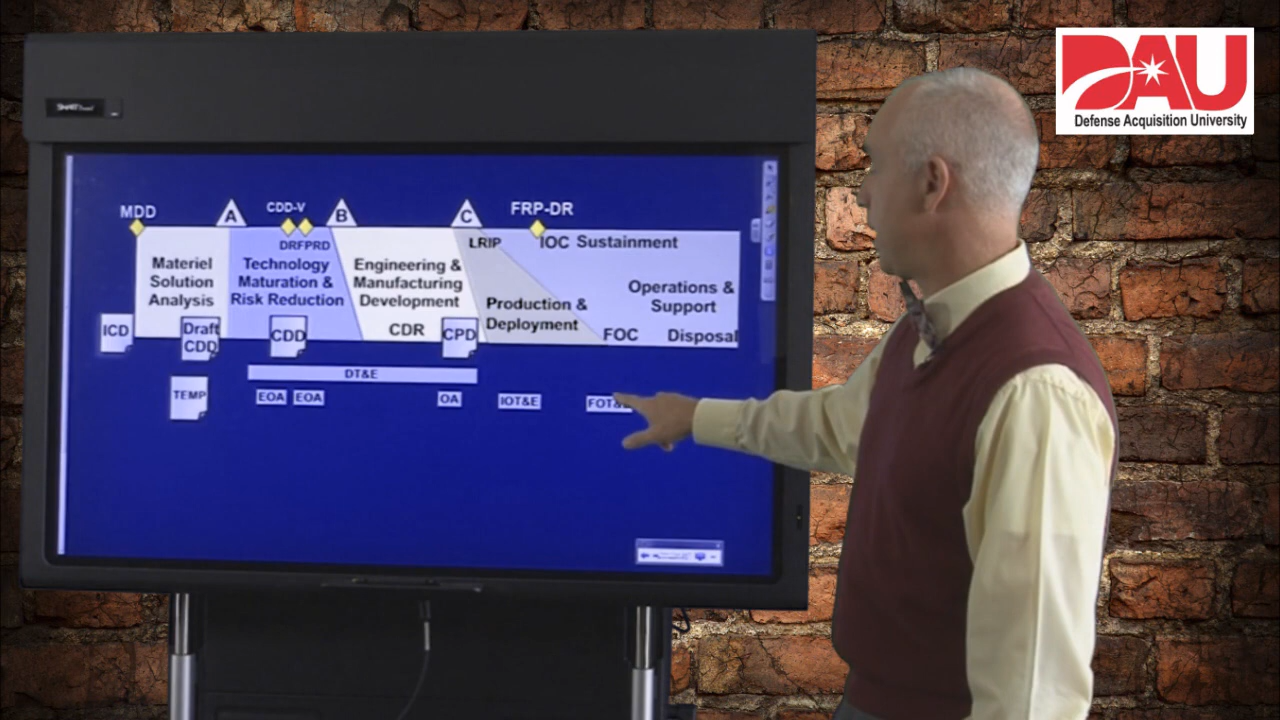 DAU
Defense Acquisition University
SMART
MDD
A
CDD-V
B
C
FRP-DR
DRFPRD
LRIP
IOC Sustainment
Materiel
Solution
Analysis
Technology
Maturation &
Risk Reduction
Engineering &
Manufacturing
Development
Production &
Deployment
Operations &
Support
ICD
Draft
CDD
CDD
CDR
CPD
FOC
Disposal
DT&E
TEMP
EOA
EOA
OA
IOT&E
FOT&